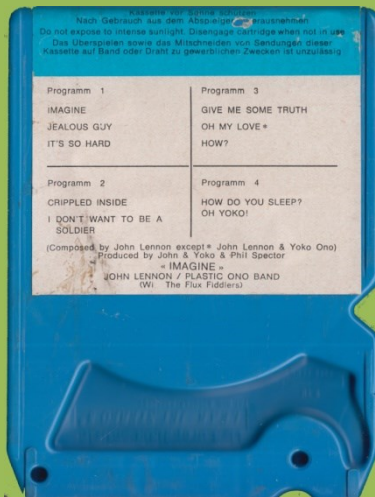 Kassette vor Sonne schützen
Nach Gebrauch aus dem Abspielger herausnehmen
Do not expose to intense sunlight. Disengage cartridge when not in use
Das Überspielen sowie das Mitschneiden von Sendungen dieser
Kassette auf Band oder Draht zu gewerblichen Zwecken ist unzulässig
Programm 1
IMAGINE
JEALOUS GUY
IT'S SO HARD
Programm 3
GIVE ME SOME TRUTH
OH MY LOVE *
HOW?
Programm 2
CRIPPLED INSIDE
I DON'T WANT TO BE A
SOLDIER
Programm 4
HOW DO YOU SLEEP?
OH YOKO!
(Composed by John Lennon except * John Lennon & Yoko Ono)
Produced by John & Yoko & Phil Spector
« IMAGINE »
JOHN LENNON / PLASTIC ONO BAND
(Wi The Flux Fiddlers)